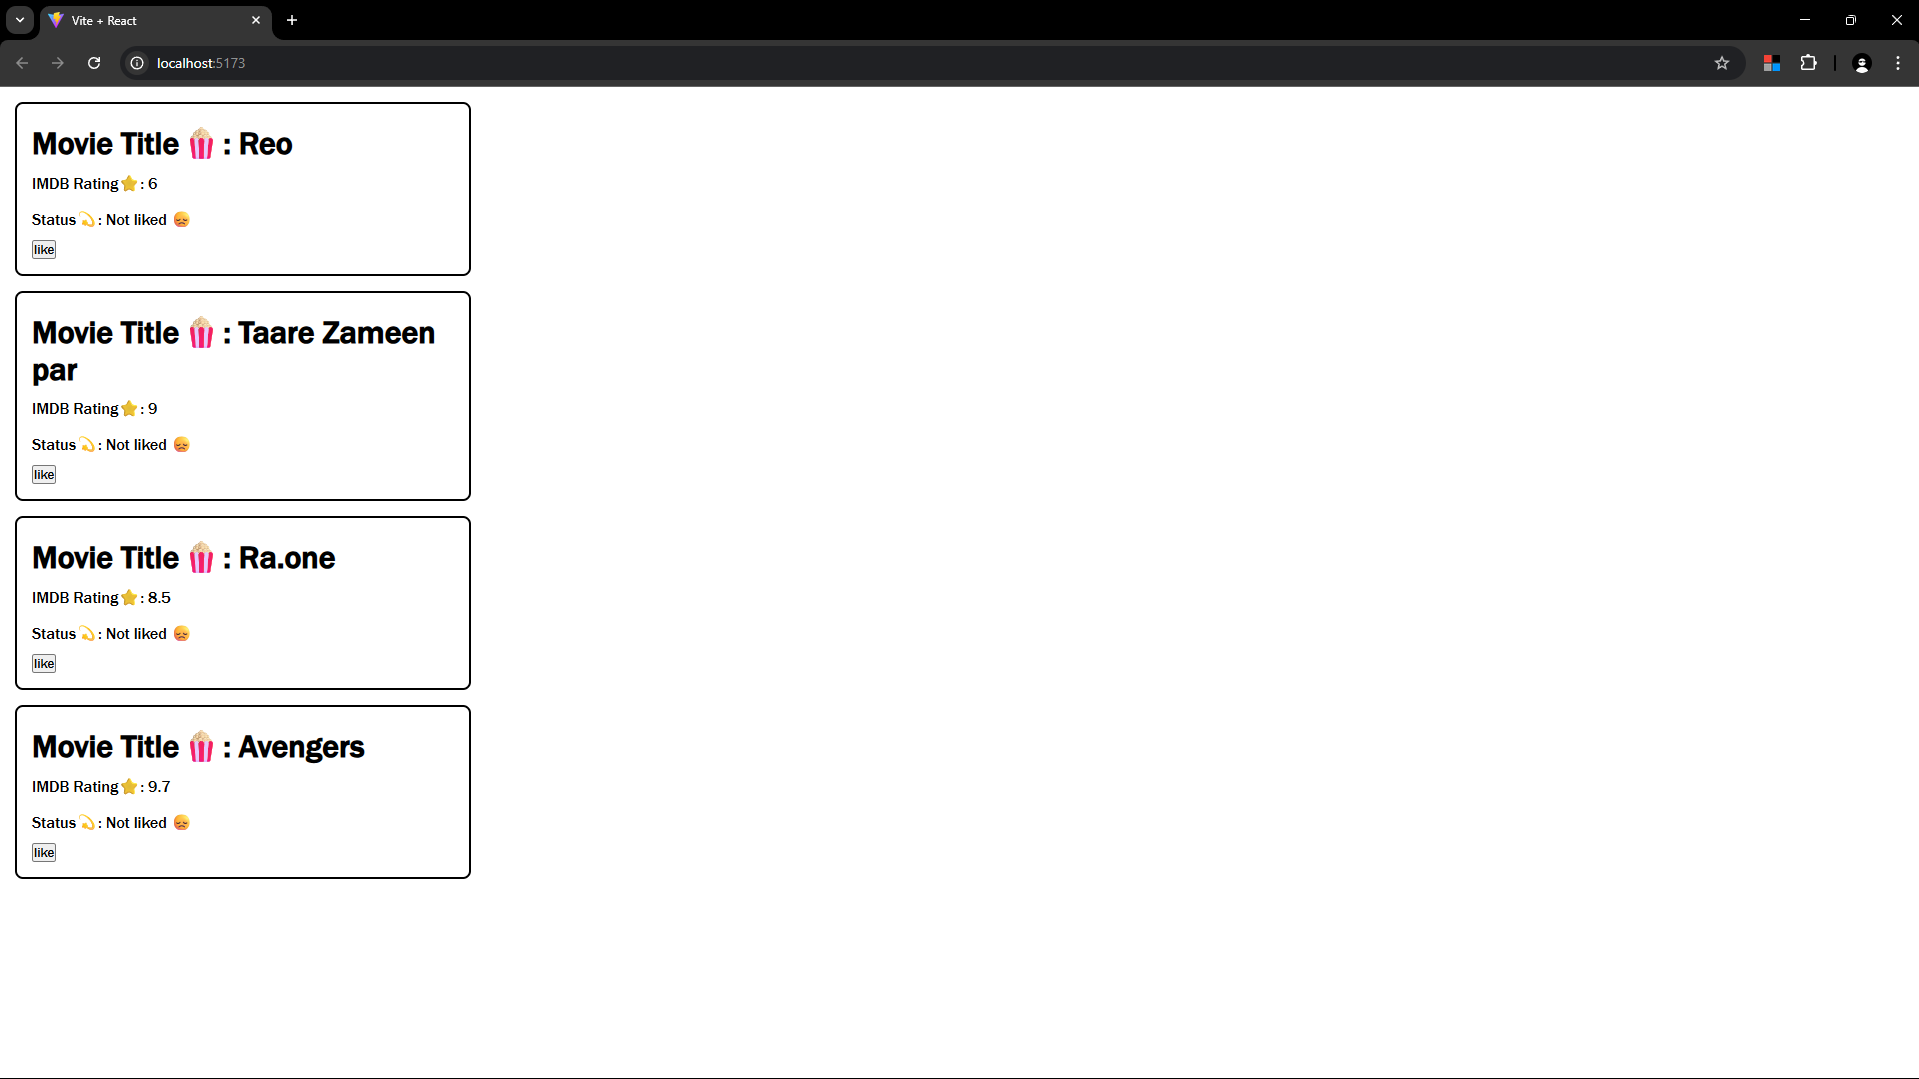 Vite + React
localhost:5173
Movie Title 🍿 : Reo
IMDB Rating⭐: 6
Status💫: Not liked 😞
like
Movie Title 🍿 : Taare Zameen
par
IMDB Rating⭐: 9
Status💫: Not liked 😞
like
Movie Title 🍿 : Ra.one
IMDB Rating⭐: 8.5
Status💫: Not liked 😞
like
Movie Title 🍿 : Avengers
IMDB Rating⭐: 9.7
Status💫: Not liked 😞
like